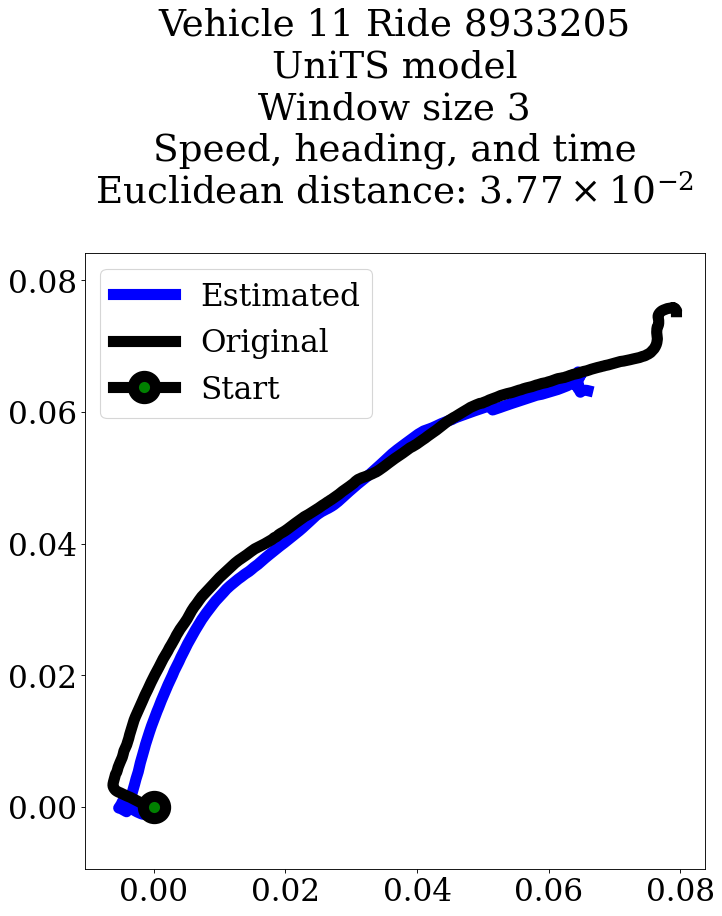 Vehicle 11 Ride 8933205
UniTS model
Window size 3
Speed, heading, and time
Euclidean distance: 3.77 × 10⁻²
Estimated
Original
Start
0.08
0.06
0.04
0.02
0.00
0.00 0.02 0.04 0.06 0.08